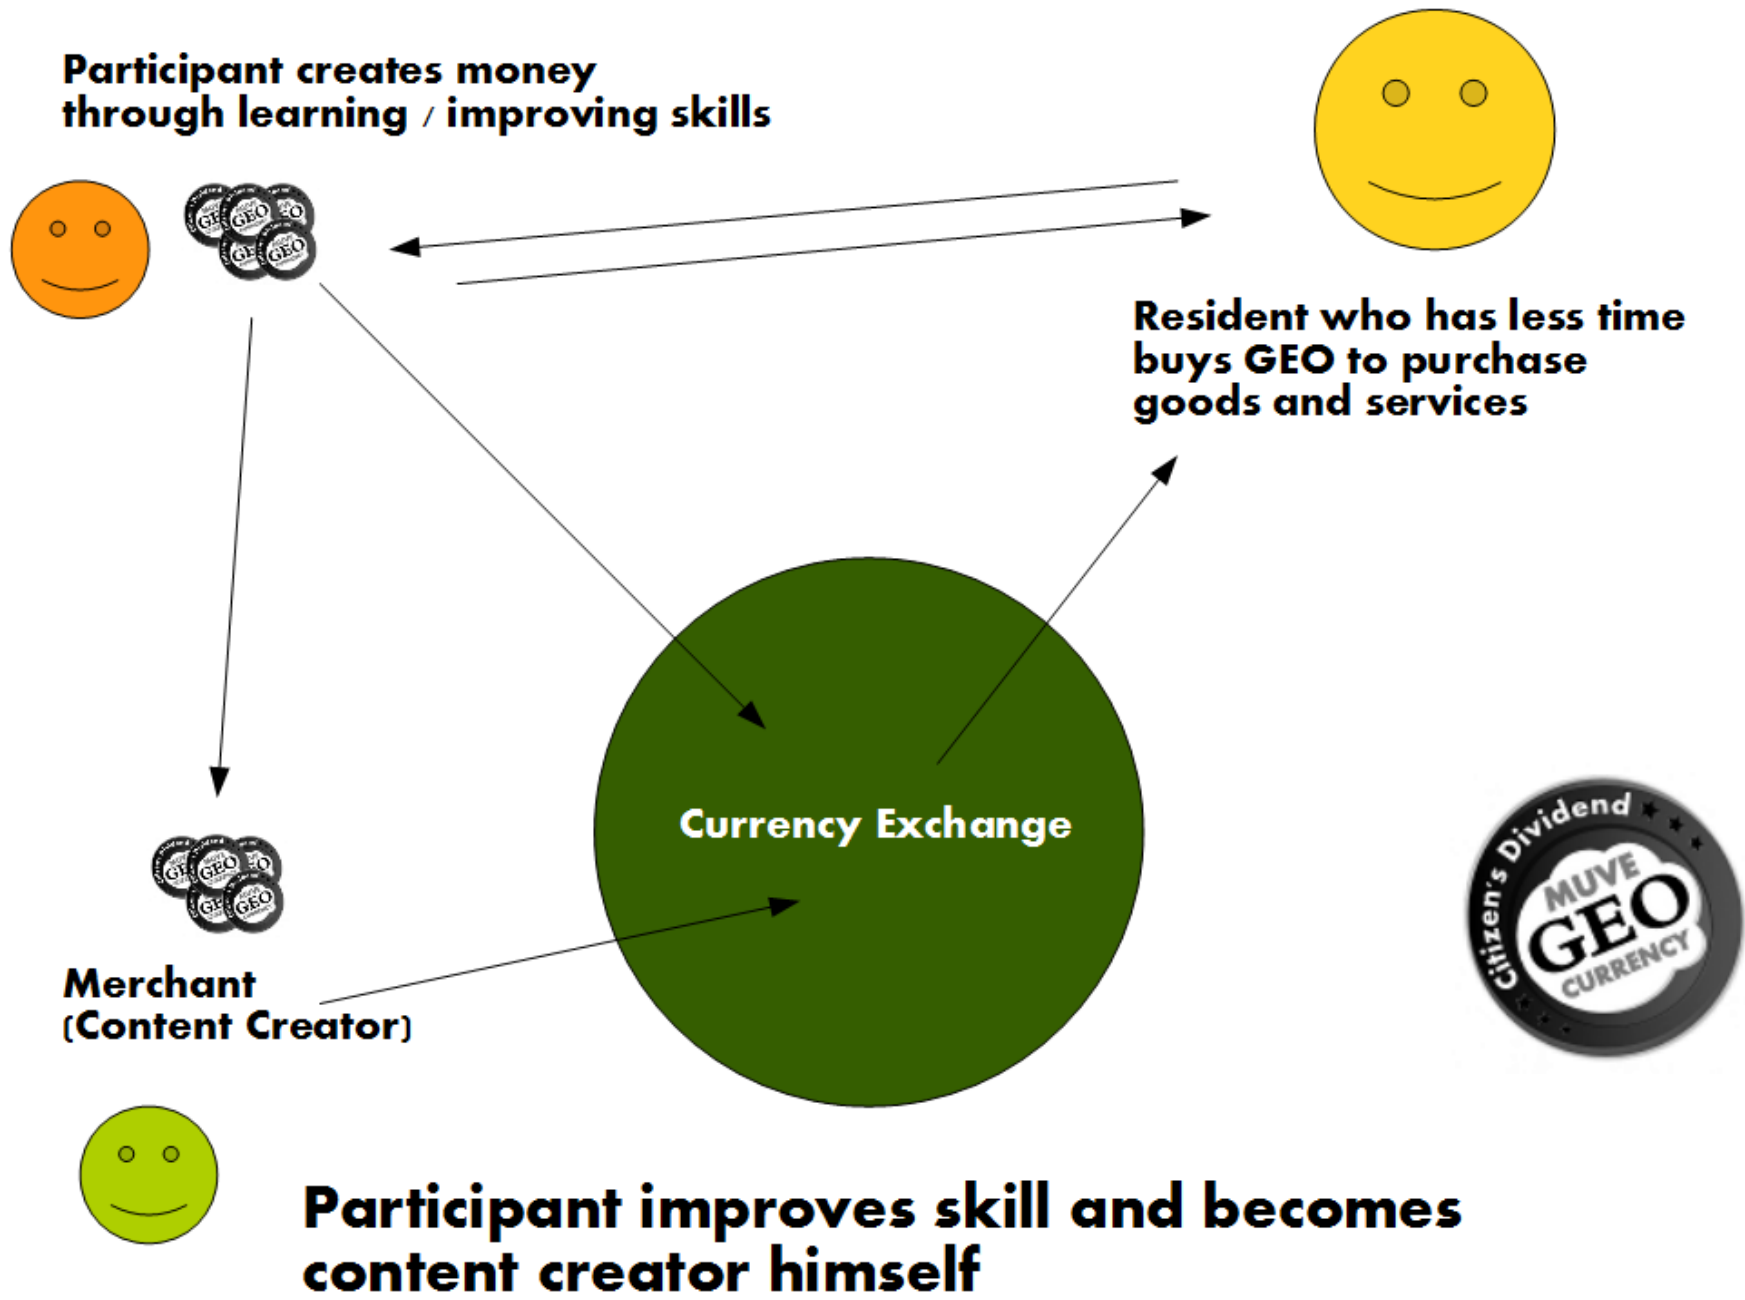 Participant creates money
through learning / improving skills
Resident who has less time
buys GEO to purchase
goods and services
Currency Exchange
Citizen's Dividend
MUVE
GEO
CURRENCY
Merchant
(Content Creator)
Participant improves skill and becomes
content creator himself